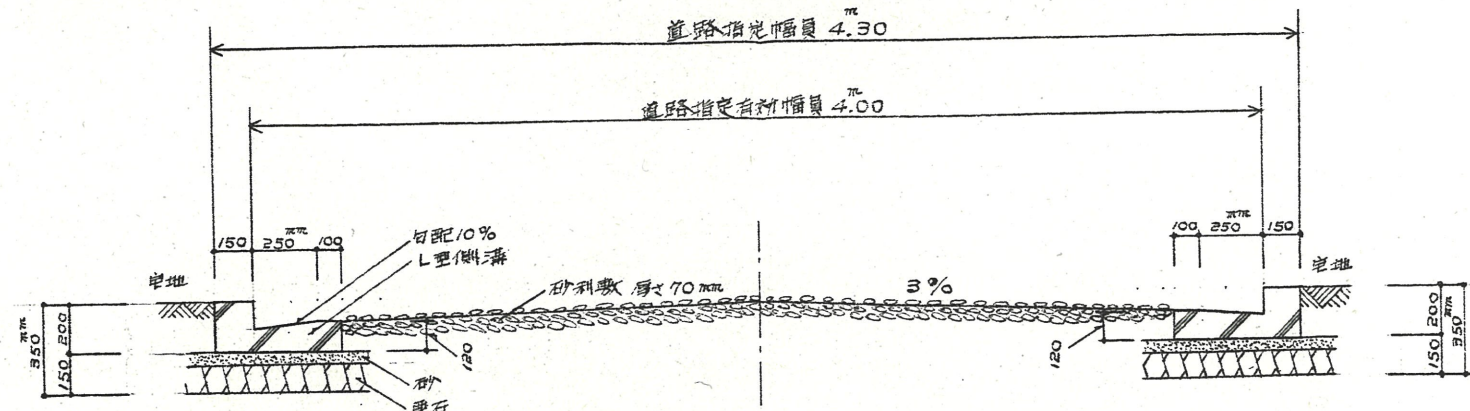 道路指定幅員 4.30 m
道路指定有効幅員 4.00 m
150 250 mm 100
100 250 mm 150
勾配10%
L型側溝
宅地
砂利敷 厚さ70mm
3%
宅地
mm 350
200
150
120
120
200
150
350 mm
砂
栗石